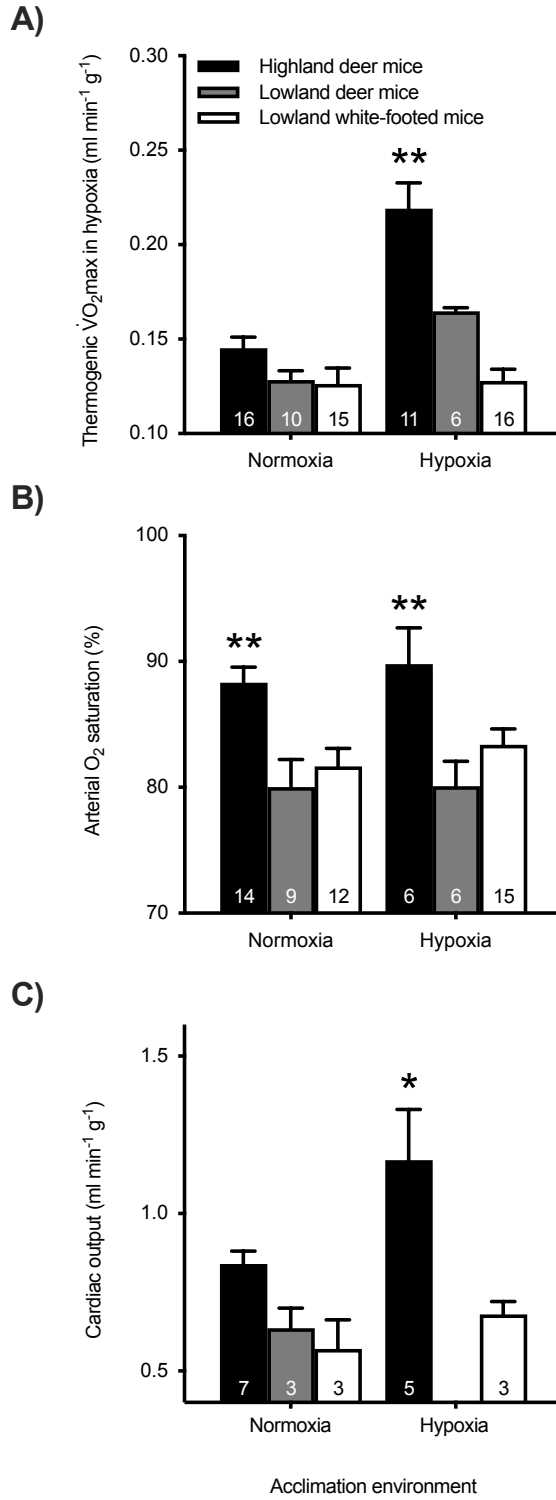 A)
Thermogenic V̇O₂max in hypoxia (ml min⁻¹ g⁻¹)
0.30
0.25
0.20
0.15
0.10
Highland deer mice
Lowland deer mice
Lowland white-footed mice
**
16 10 15 11 6 16
Normoxia Hypoxia
B)
Arterial O₂ saturation (%)
100
90
80
70
** **
14 9 12 6 6 15
Normoxia Hypoxia
C)
Cardiac output (ml min⁻¹ g⁻¹)
1.5
1.0
0.5
*
7 3 3 5 3
Normoxia Hypoxia
Acclimation environment